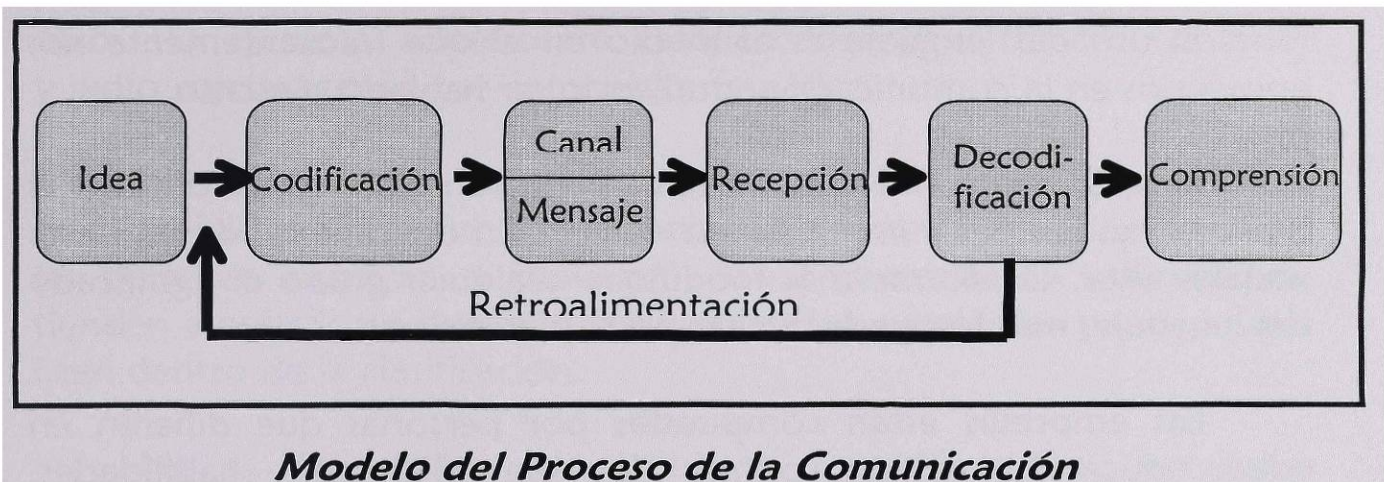 Idea
Codificación
Canal
Mensaje
Recepción
Decodi-
ficación
Comprensión
Retroalimentación
Modelo del Proceso de la Comunicación